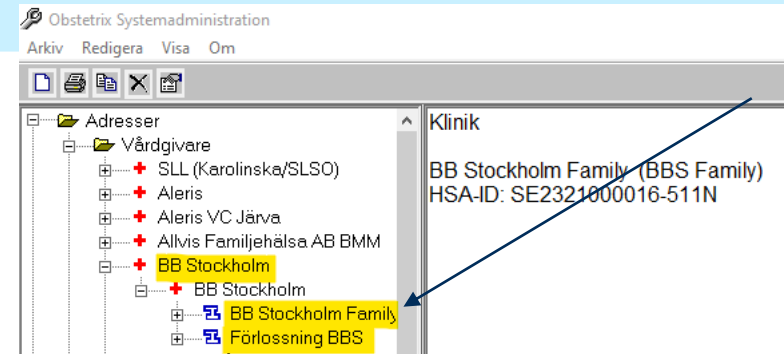 Obstetrix Systemadministration
Arkiv Redigera Visa Om
Adresser
Vårdgivare
SLL (Karolinska/SLSO)
Aleris
Aleris VC Järva
Allvis Familjehälsa AB BMM
BB Stockholm
BB Stockholm
BB Stockholm Family
Förlossning BBS
Klinik
BB Stockholm Family (BBS Family)
HSA-ID: SE2321000016-511N